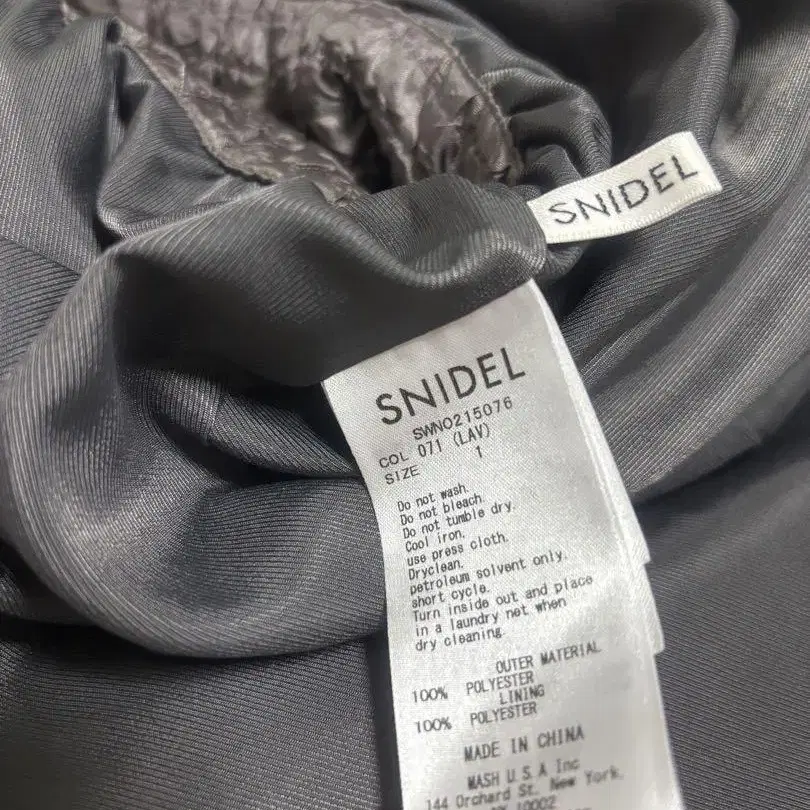 SNIDEL
SNIDEL
SWNO215076
COL 071 (LAV)
SIZE 1
Do not wash.
Do not bleach
Do not tumble dry.
Cool iron.
use press cloth.
Dryclean.
petroleum solvent only.
short cycle.
Turn inside out and place
in a laundry net when
dry cleaning.
OUTER MATERIAL
100% POLYESTER
LINING
100% POLYESTER
MADE IN CHINA
MASH U.S.A Inc
144 Orchard St. New York,
NY 10002